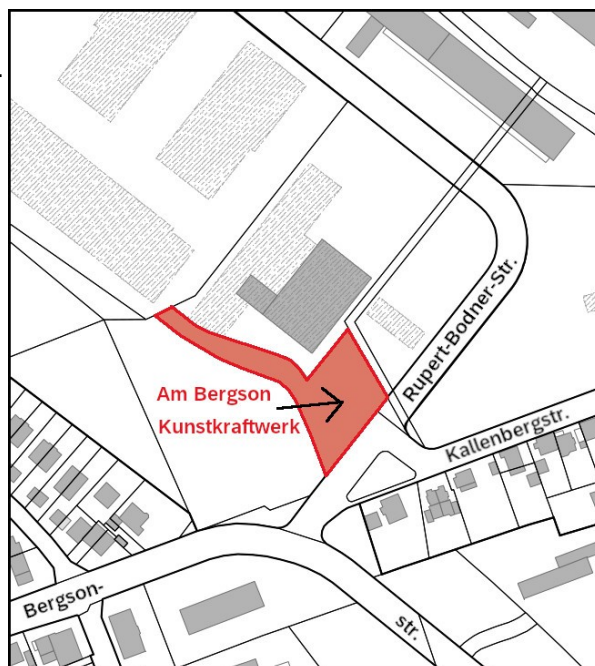 Rupert-Bodner-Str.
Am Bergson
Kunstkraftwerk
Kallenbergstr.
Bergson-
str.